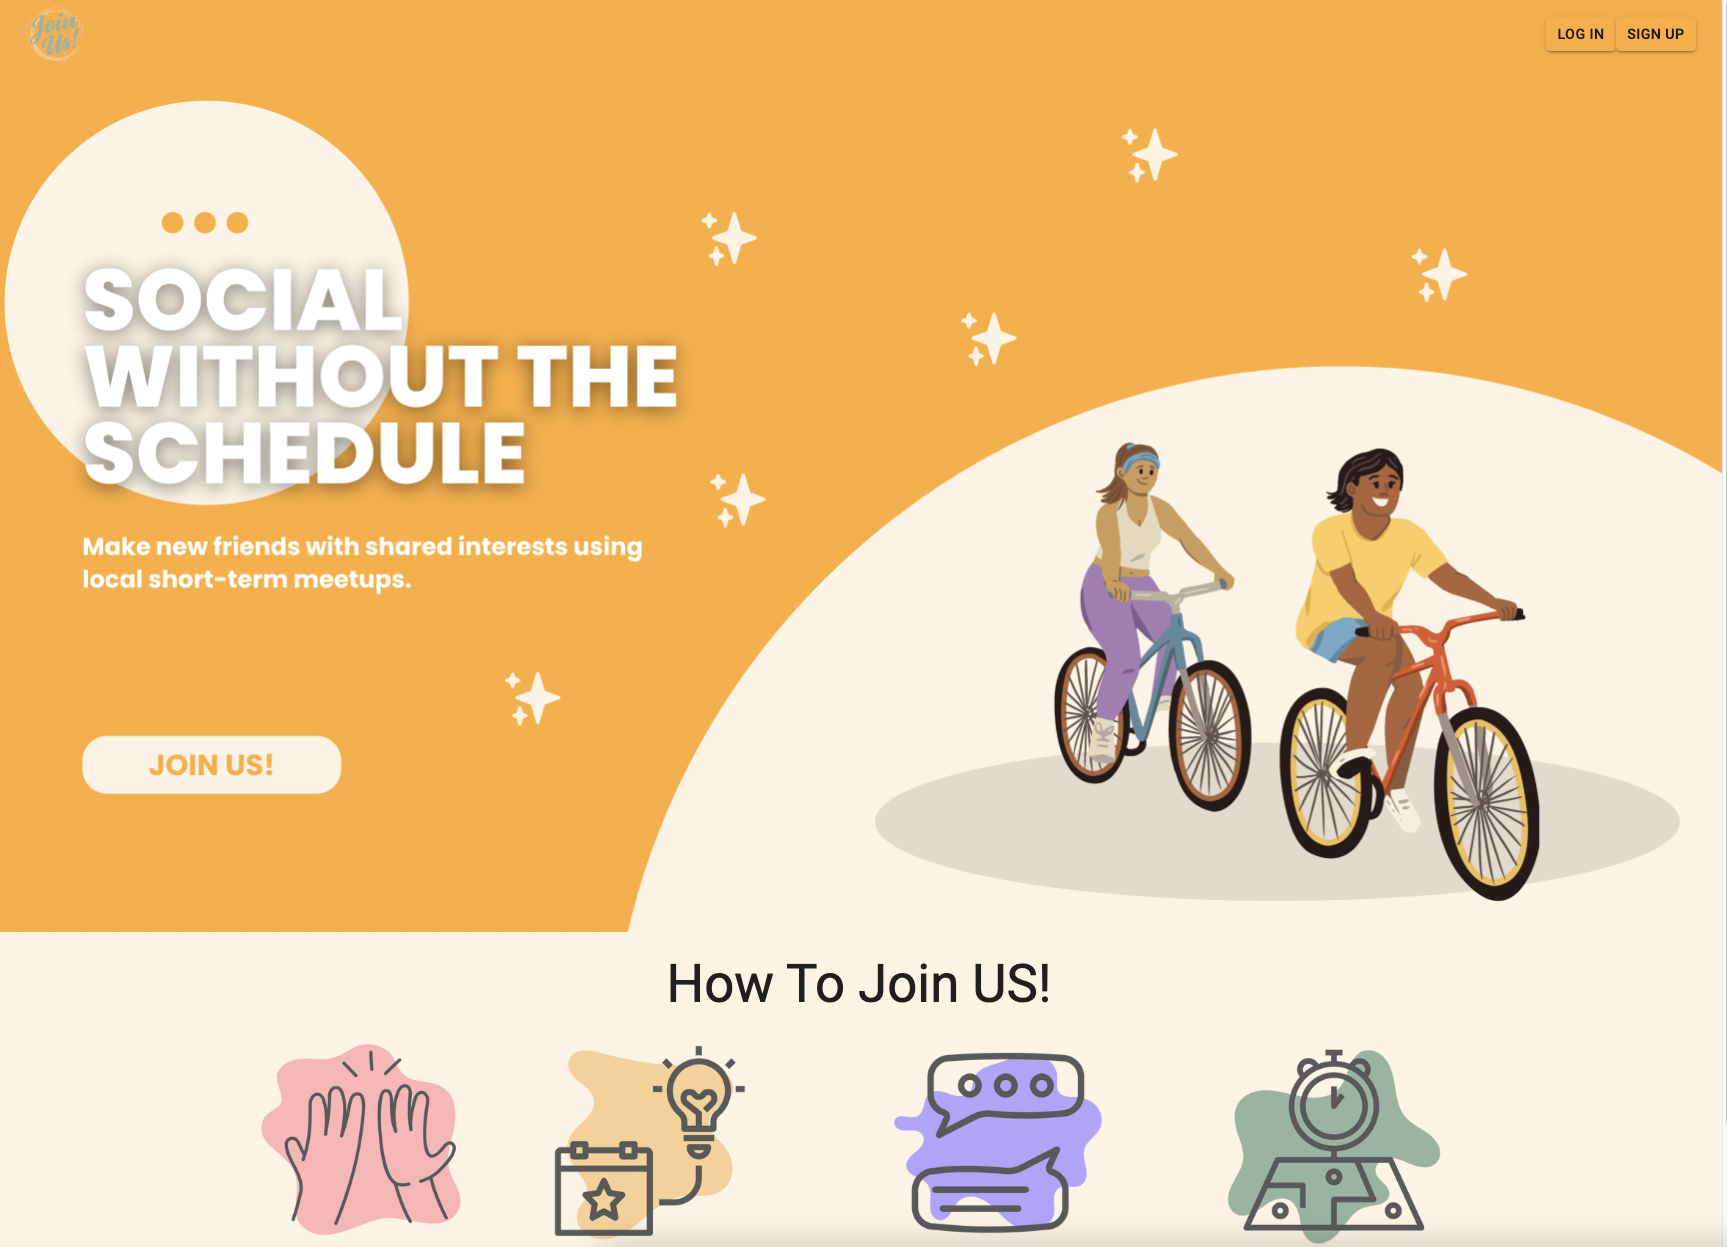 Join
Us!
LOG IN
SIGN UP
SOCIAL
WITHOUT THE
SCHEDULE
Make new friends with shared interests using
local short-term meetups.
JOIN US!
How To Join US!